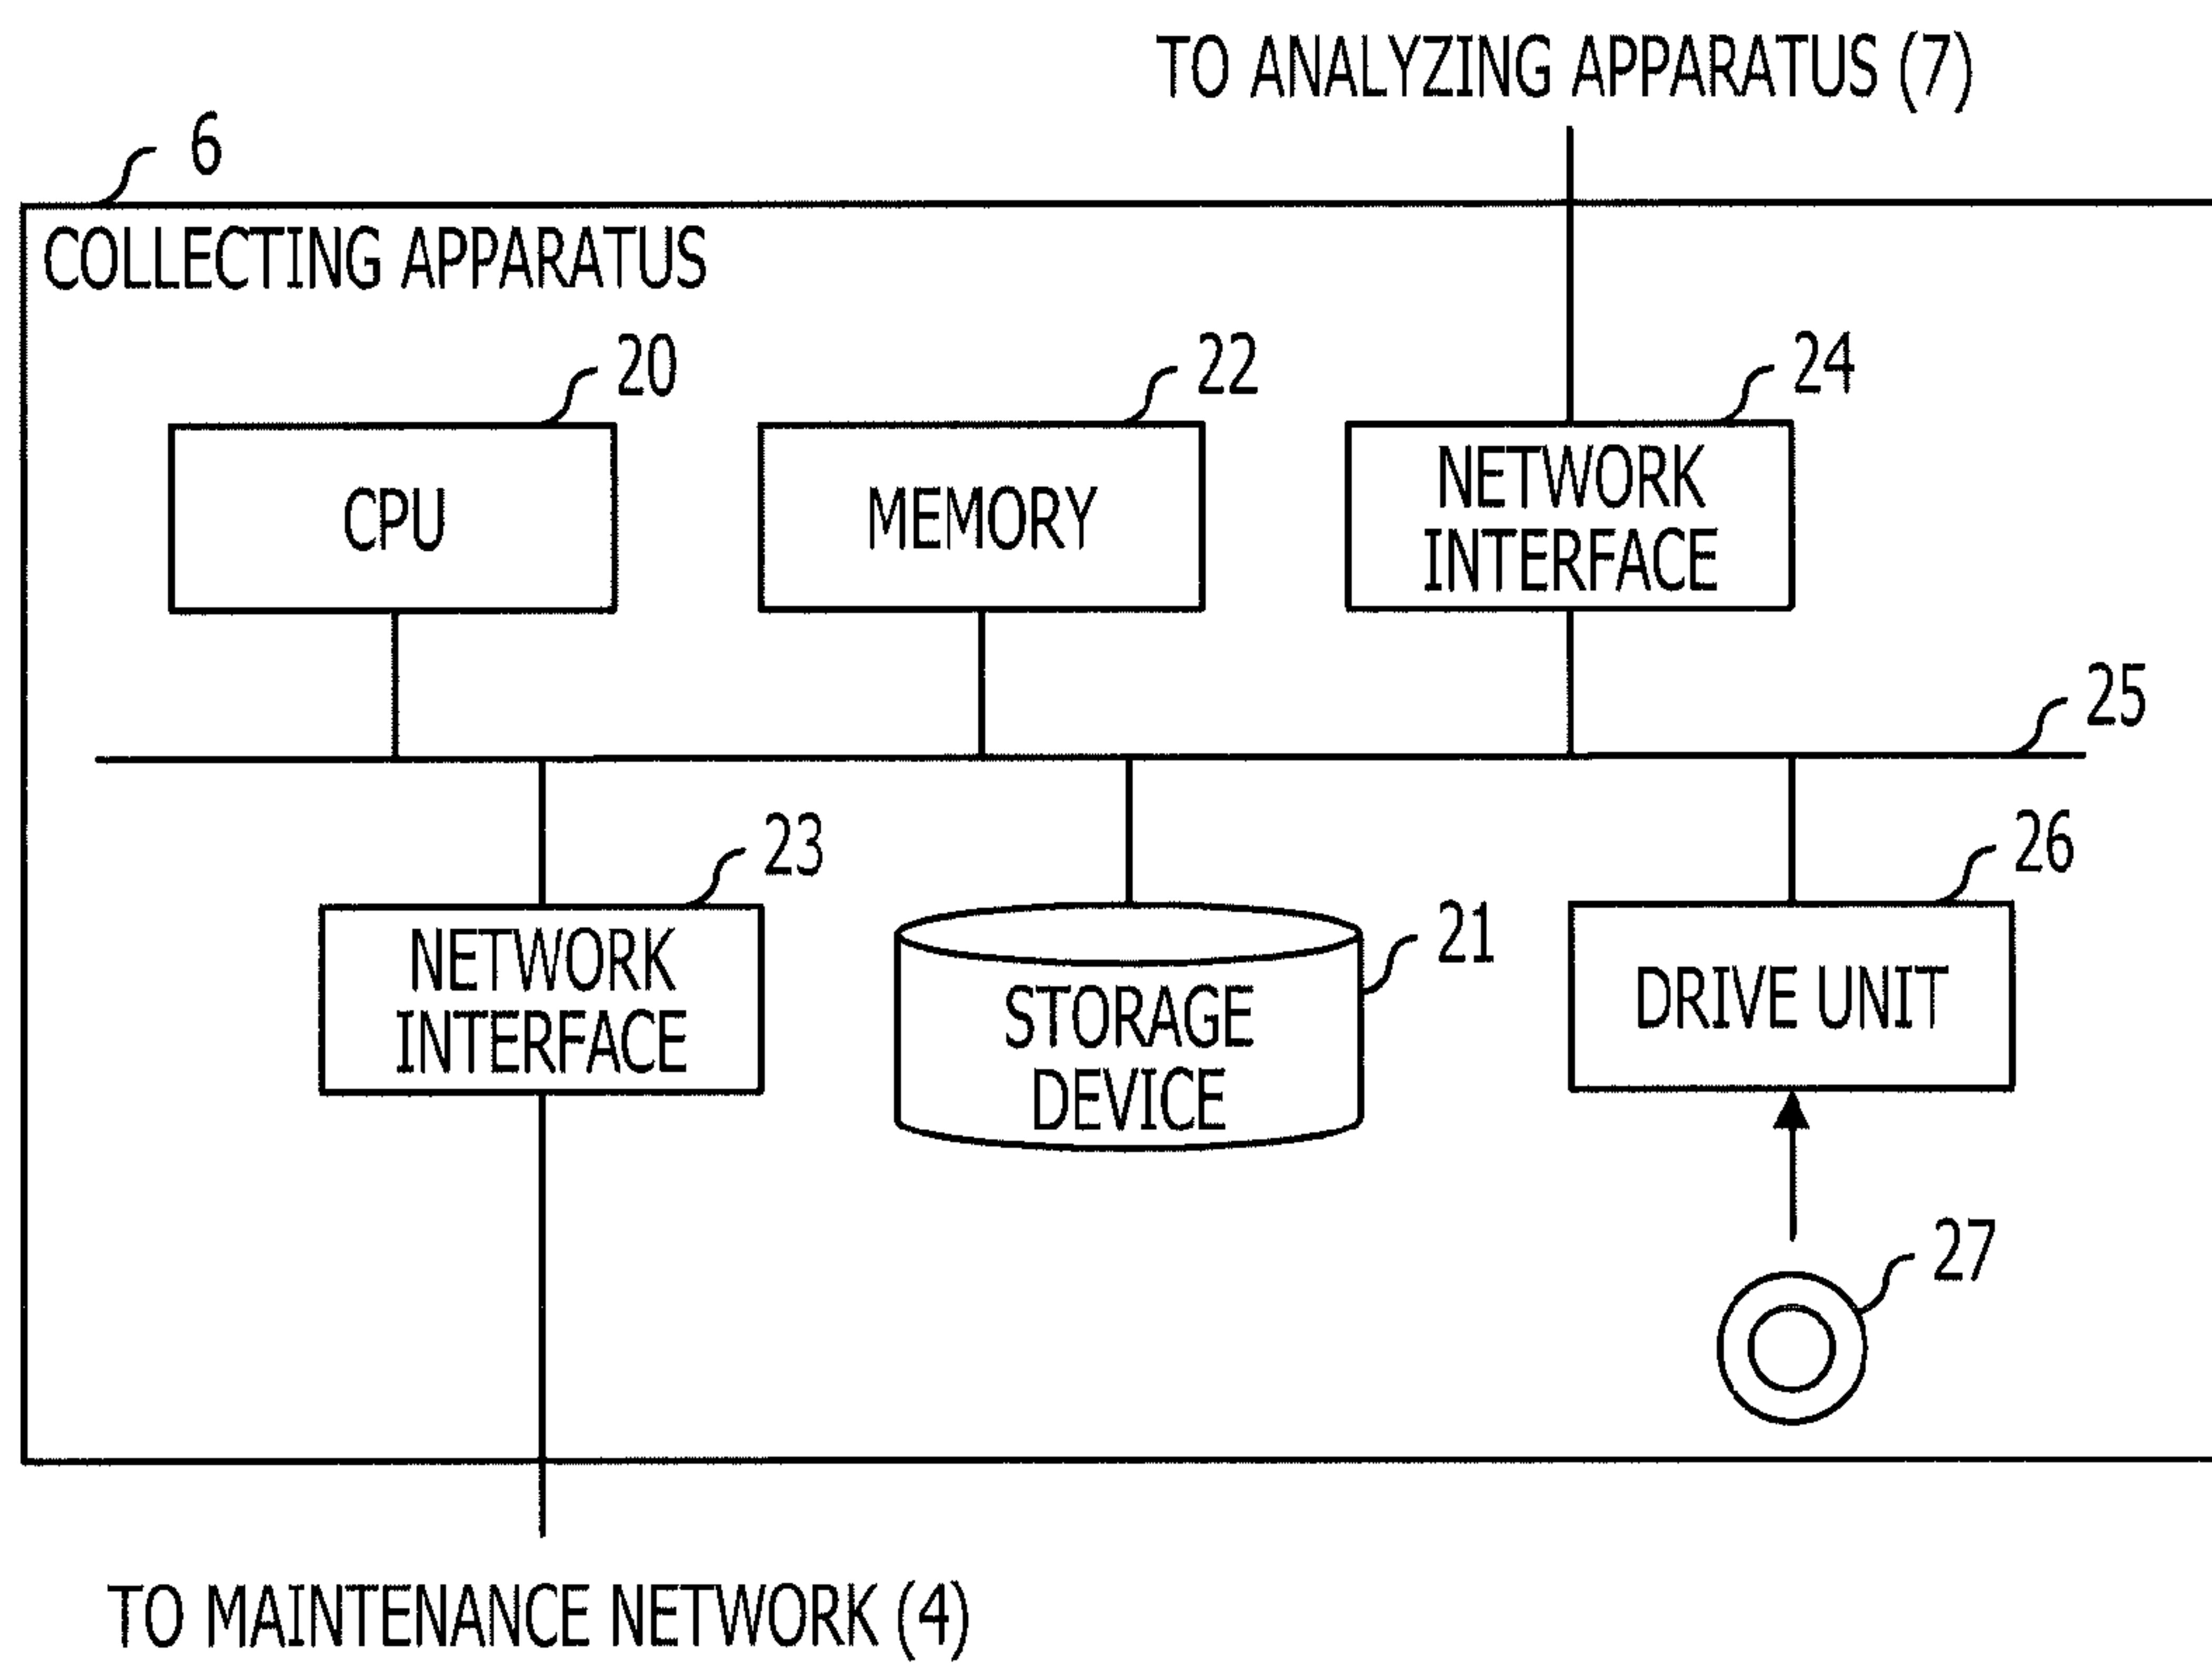 TO ANALYZING APPARATUS (7)
6
COLLECTING APPARATUS
20
22
24
CPU
MEMORY
NETWORK
INTERFACE
25
23
26
NETWORK
INTERFACE
21
STORAGE
DEVICE
DRIVE UNIT
27
TO MAINTENANCE NETWORK (4)